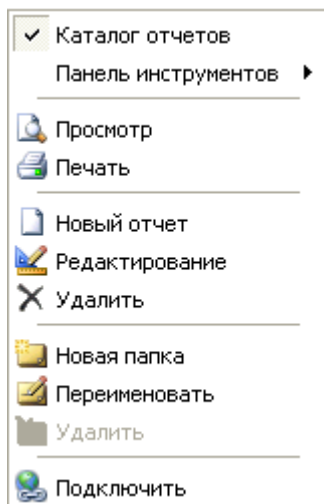 Каталог отчетов
Панель инструментов
Просмотр
Печать
Новый отчет
Редактирование
Удалить
Новая папка
Переименовать
Удалить
Подключить